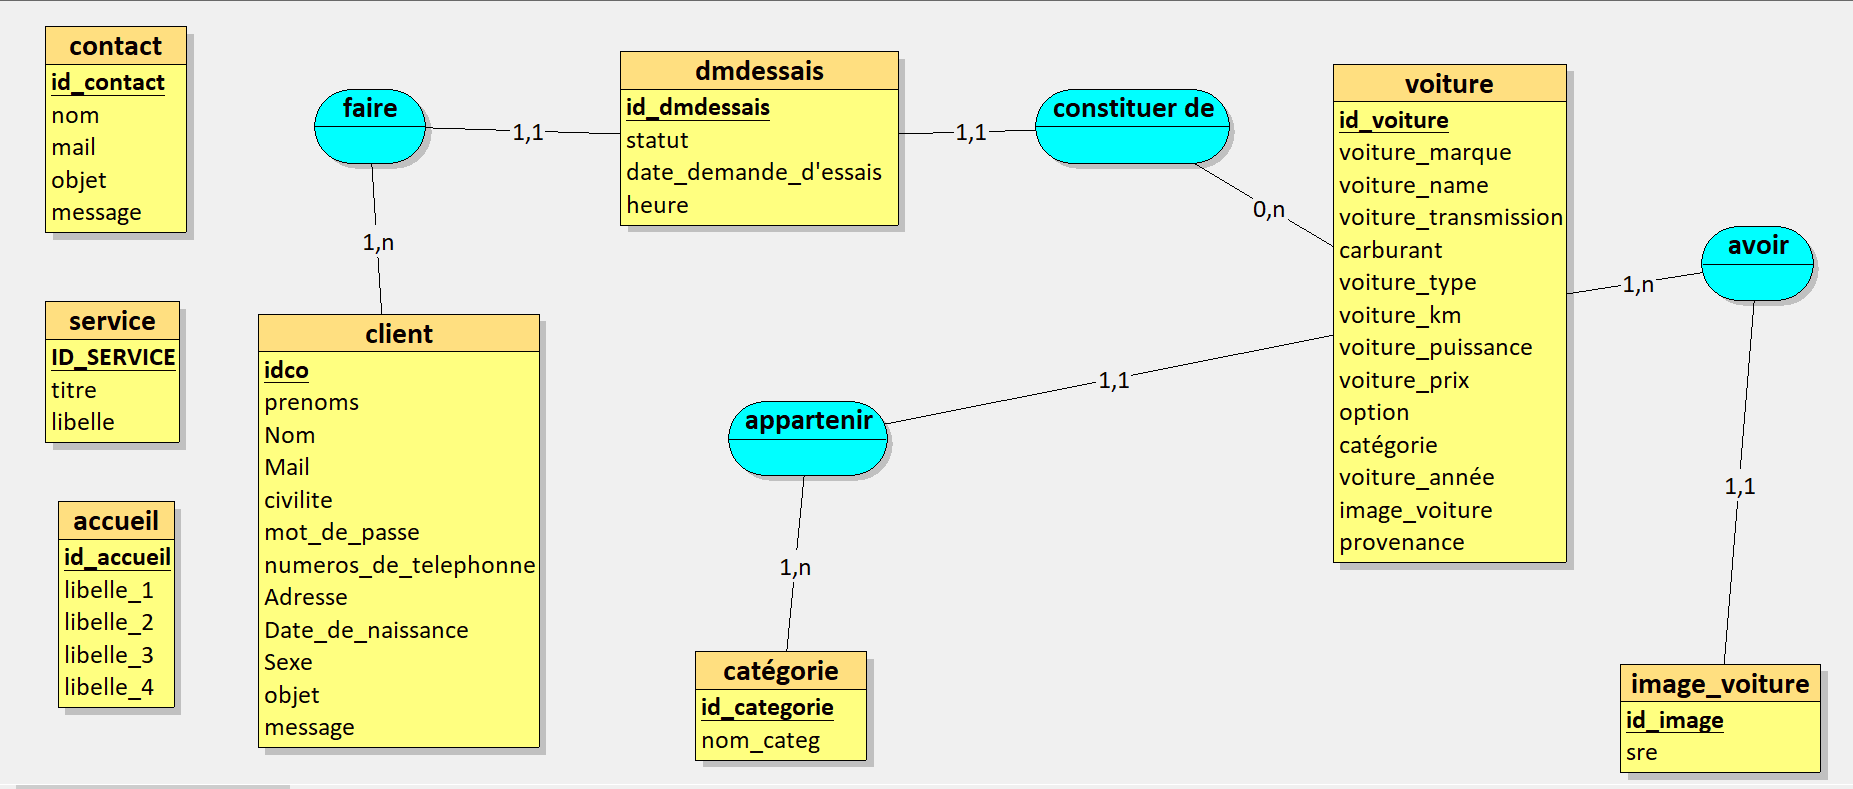 contact
id_contact
nom
mail
objet
message
service
ID_SERVICE
titre
libelle
accueil
id_accueil
libelle_1
libelle_2
libelle_3
libelle_4
faire
1,1
1,n
client
idco
prenoms
Nom
Mail
civilite
mot_de_passe
numeros_de_telephonne
Adresse
Date_de_naissance
Sexe
objet
message
dmdessais
id_dmdessais
statut
date_demande_d'essais
heure
1,1
constituer de
0,n
appartenir
1,1
1,n
catégorie
id_categorie
nom_categ
voiture
id_voiture
voiture_marque
voiture_name
voiture_transmission
carburant
voiture_type
voiture_km
voiture_puissance
voiture_prix
option
catégorie
voiture_année
image_voiture
provenance
1,n
avoir
1,1
image_voiture
id_image
sre